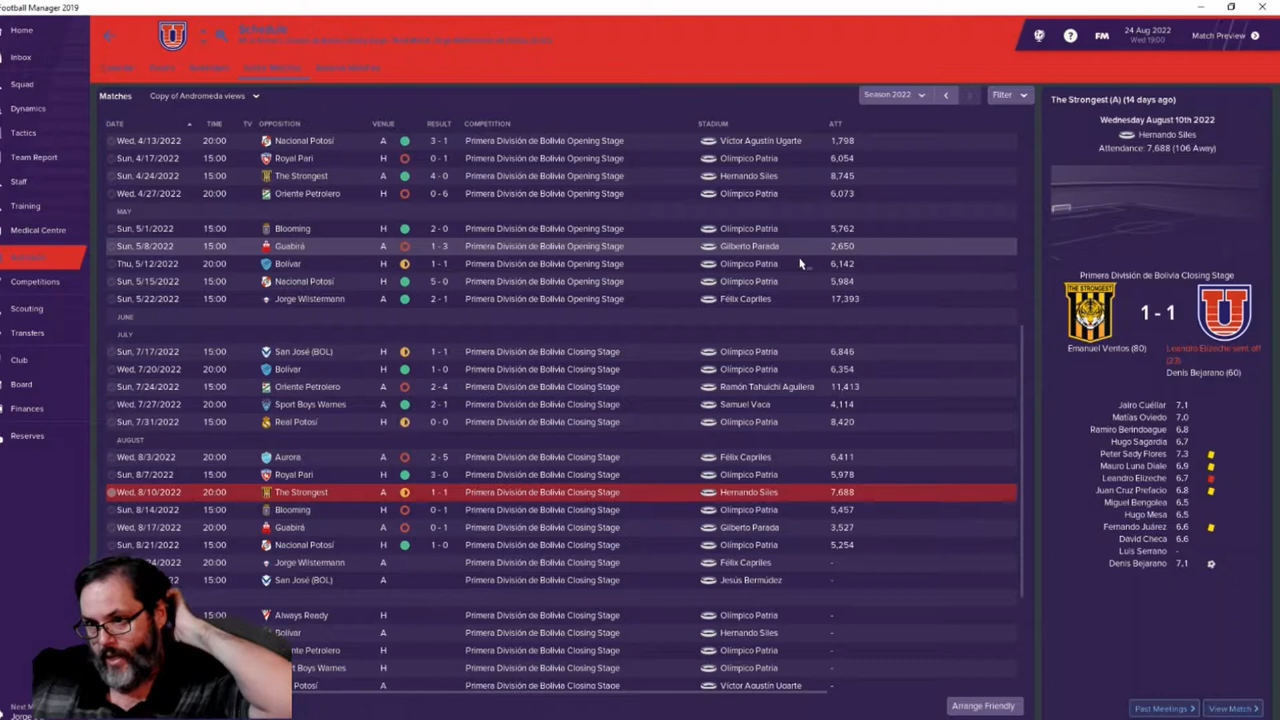 Football Manager 2019
Home
Inbox
Squad
Dynamics
Tactics
Team Report
Staff
Training
Medical Centre
Competitions
Scouting
Transfers
Club
Board
Finances
Reserves
Schedule
24 Aug 2022
Wed 19:00
Match Preview
FM
Matches
Copy of Andromeda views
Season 2022
Filter
DATE TIME TV OPPOSITION VENUE RESULT COMPETITION STADIUM ATT
Wed, 4/13/2022 20:00 Nacional Potosí A 3 - 1 Primera División de Bolivia Opening Stage Víctor Agustín Ugarte 1,798
Sun, 4/17/2022 15:00 Royal Pari H 0 - 1 Primera División de Bolivia Opening Stage Olímpico Patria 6,054
Sun, 4/24/2022 15:00 The Strongest A 4 - 0 Primera División de Bolivia Opening Stage Hernando Siles 8,745
Wed, 4/27/2022 20:00 Oriente Petrolero H 0 - 6 Primera División de Bolivia Opening Stage Olímpico Patria 6,073
MAY
Sun, 5/1/2022 15:00 Blooming H 2 - 0 Primera División de Bolivia Opening Stage Olímpico Patria 5,762
Sun, 5/8/2022 15:00 Guabirá A 1 - 3 Primera División de Bolivia Opening Stage Gilberto Parada 2,650
Thu, 5/12/2022 20:00 Bolívar H 1 - 1 Primera División de Bolivia Opening Stage Olímpico Patria 6,142
Sun, 5/15/2022 15:00 Nacional Potosí H 5 - 0 Primera División de Bolivia Opening Stage Olímpico Patria 5,984
Sun, 5/22/2022 15:00 Jorge Wilstermann A 2 - 1 Primera División de Bolivia Opening Stage Félix Capriles 17,393
JUNE
JULY
Sun, 7/17/2022 15:00 San José (BOL) H 1 - 1 Primera División de Bolivia Closing Stage Olímpico Patria 6,846
Wed, 7/20/2022 20:00 Bolívar H 1 - 0 Primera División de Bolivia Closing Stage Olímpico Patria 6,354
Sun, 7/24/2022 15:00 Oriente Petrolero A 2 - 4 Primera División de Bolivia Closing Stage Ramón Tahuichi Aguilera 11,413
Wed, 7/27/2022 20:00 Sport Boys Warnes A 2 - 1 Primera División de Bolivia Closing Stage Samuel Vaca 4,114
Sun, 7/31/2022 15:00 Real Potosí H 0 - 0 Primera División de Bolivia Closing Stage Olímpico Patria 8,420
AUGUST
Wed, 8/3/2022 20:00 Aurora A 2 - 5 Primera División de Bolivia Closing Stage Félix Capriles 6,411
Sun, 8/7/2022 15:00 Royal Pari H 3 - 0 Primera División de Bolivia Closing Stage Olímpico Patria 5,978
Wed, 8/10/2022 20:00 The Strongest A 1 - 1 Primera División de Bolivia Closing Stage Hernando Siles 7,688
Sun, 8/14/2022 15:00 Blooming H 0 - 1 Primera División de Bolivia Closing Stage Olímpico Patria 5,457
Wed, 8/17/2022 20:00 Guabirá A 0 - 1 Primera División de Bolivia Closing Stage Gilberto Parada 3,527
Sun, 8/21/2022 15:00 Nacional Potosí H 1 - 0 Primera División de Bolivia Closing Stage Olímpico Patria 5,254
/24/2022 20:00 Jorge Wilstermann A Primera División de Bolivia Closing Stage Félix Capriles -
2022 15:00 San José (BOL) A Primera División de Bolivia Closing Stage Jesús Bermúdez -
15:00 Always Ready H Primera División de Bolivia Closing Stage Olímpico Patria -
Bolívar A Primera División de Bolivia Closing Stage Hernando Siles -
ente Petrolero H Primera División de Bolivia Closing Stage Olímpico Patria -
rt Boys Warnes H Primera División de Bolivia Closing Stage Olímpico Patria -
Potosí A Primera División de Bolivia Closing Stage Víctor Agustín Ugarte -
Arrange Friendly
Next M
Jorge
The Strongest (A) (14 days ago)
Wednesday August 10th 2022
Hernando Siles
Attendance: 7,688 (106 Away)
Primera División de Bolivia Closing Stage
THE STRONGEST
1 - 1
U
Emanuel Ventos (80)
Leandro Elizeche sent off (23)
Denis Bejarano (60)
Jairo Cuéllar 7.1
Matías Oviedo 7.0
Ramiro Berindoague 6.8
Hugo Sagardia 6.7
Peter Sady Flores 7.3
Mauro Luna Diale 6.9
Leandro Elizeche 6.7
Juan Cruz Prefacio 6.8
Miguel Bengolea 6.5
Hugo Mesa 6.5
Fernando Juárez 6.6
David Checa 6.6
Luis Serrano -
Denis Bejarano 7.1
Past Meetings >
View Match >